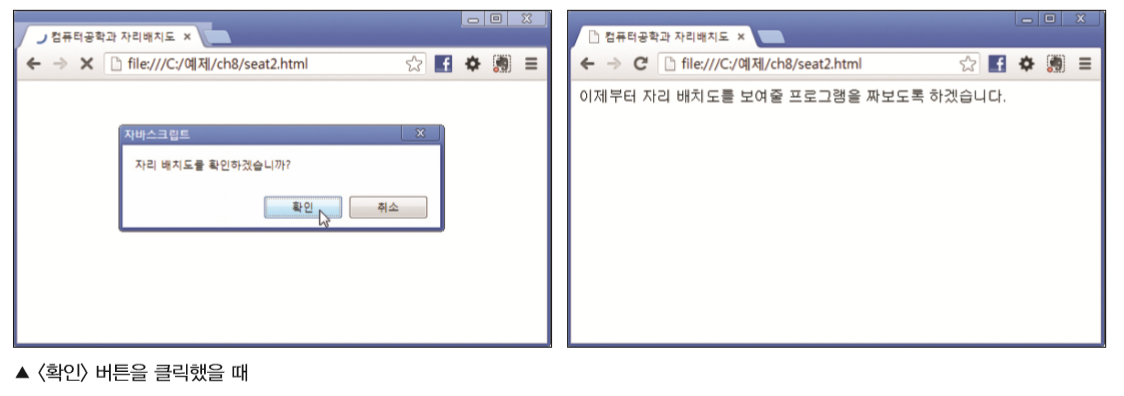 컴퓨터공학과 자리배치도 ×
file:///C:/예제/ch8/seat2.html
자바스크립트
자리 배치도를 확인하겠습니까?
확인 취소
컴퓨터공학과 자리배치도 ×
file:///C:/예제/ch8/seat2.html
이제부터 자리 배치도를 보여줄 프로그램을 짜보도록 하겠습니다.
▲ 〈확인〉 버튼을 클릭했을 때